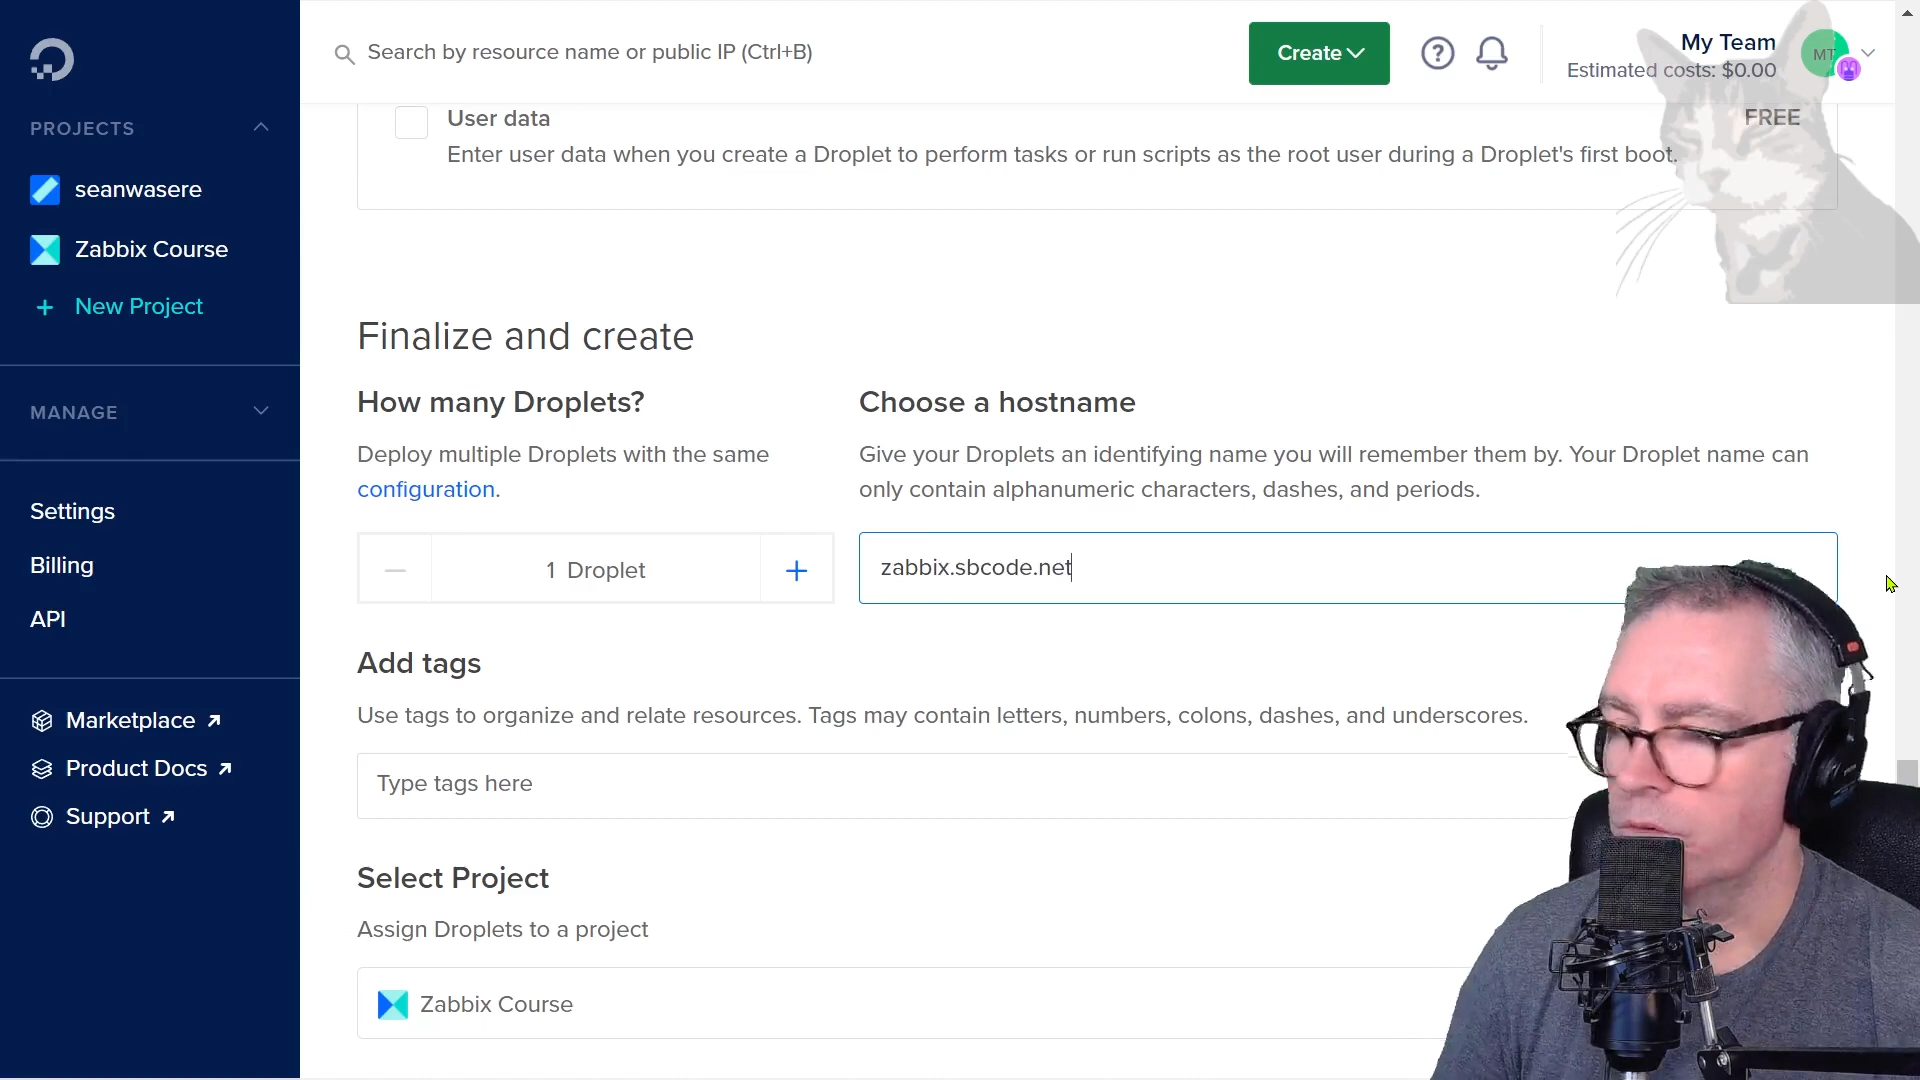 Search by resource name or public IP (Ctrl+B)
Create
My Team
Estimated costs: $0.00
MT
PROJECTS
seanwasere
Zabbix Course
+ New Project
MANAGE
Settings
Billing
API
Marketplace
Product Docs
Support
User data
FREE
Enter user data when you create a Droplet to perform tasks or run scripts as the root user during a Droplet's first boot.
Finalize and create
How many Droplets?
Deploy multiple Droplets with the same
configuration.
1 Droplet
Choose a hostname
Give your Droplets an identifying name you will remember them by. Your Droplet name can
only contain alphanumeric characters, dashes, and periods.
zabbix.sbcode.net
Add tags
Use tags to organize and relate resources. Tags may contain letters, numbers, colons, dashes, and underscores.
Type tags here
Select Project
Assign Droplets to a project
Zabbix Course